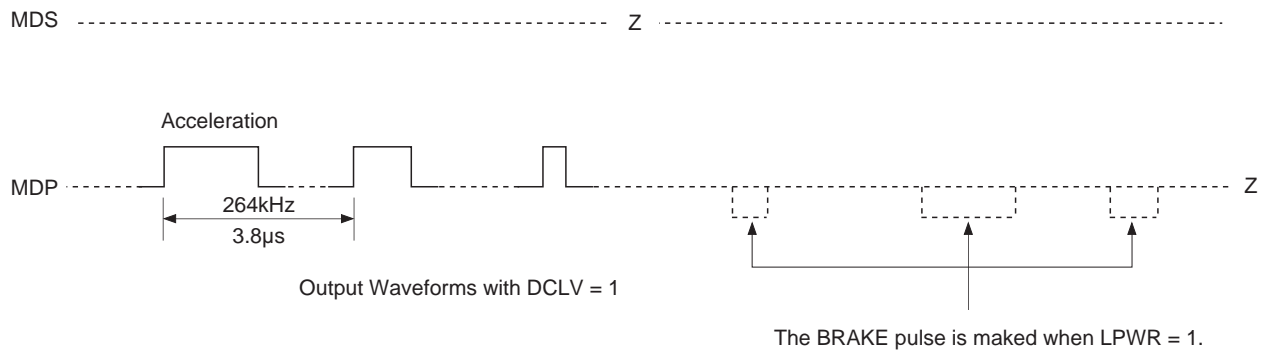 MDS Z
Acceleration
MDP Z
264kHz
3.8µs
Output Waveforms with DCLV = 1
The BRAKE pulse is maked when LPWR = 1.